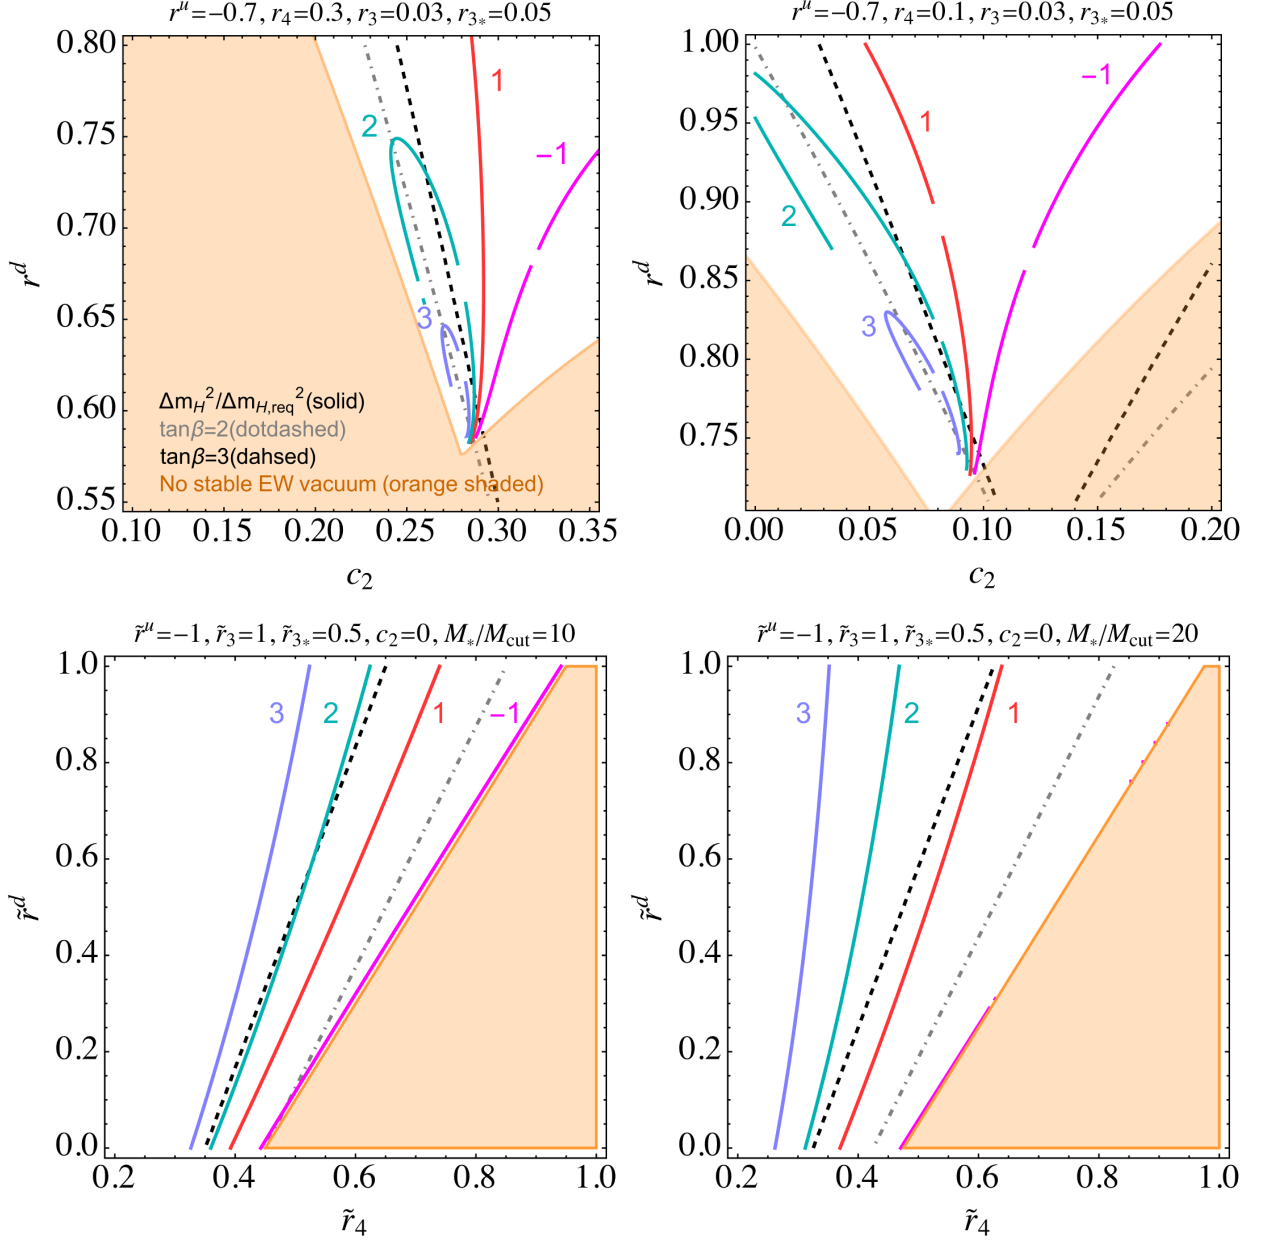 r^u=−0.7, r_4=0.3, r_3=0.03, r_{3*}=0.05
0.80
0.75
0.70
0.65
0.60
0.55
r^d
2
1
−1
3
Δm_H^2/Δm_{H,req}^2(solid)
tanβ=2(dotdashed)
tanβ=3(dahsed)
No stable EW vacuum (orange shaded)
0.10 0.15 0.20 0.25 0.30 0.35
c_2
r^u=−0.7, r_4=0.1, r_3=0.03, r_{3*}=0.05
1.00
0.95
0.90
0.85
0.80
0.75
r^d
−1
1
2
3
0.00 0.05 0.10 0.15 0.20
c_2
r̃^u=−1, r̃_3=1, r̃_{3*}=0.5, c_2=0, M_*/M_cut=10
1.0
0.8
0.6
0.4
0.2
0.0
r̃^d
3 2 1 −1
0.2 0.4 0.6 0.8 1.0
r̃_4
r̃^u=−1, r̃_3=1, r̃_{3*}=0.5, c_2=0, M_*/M_cut=20
1.0
0.8
0.6
0.4
0.2
0.0
r̃^d
3 2 1
0.2 0.4 0.6 0.8 1.0
r̃_4